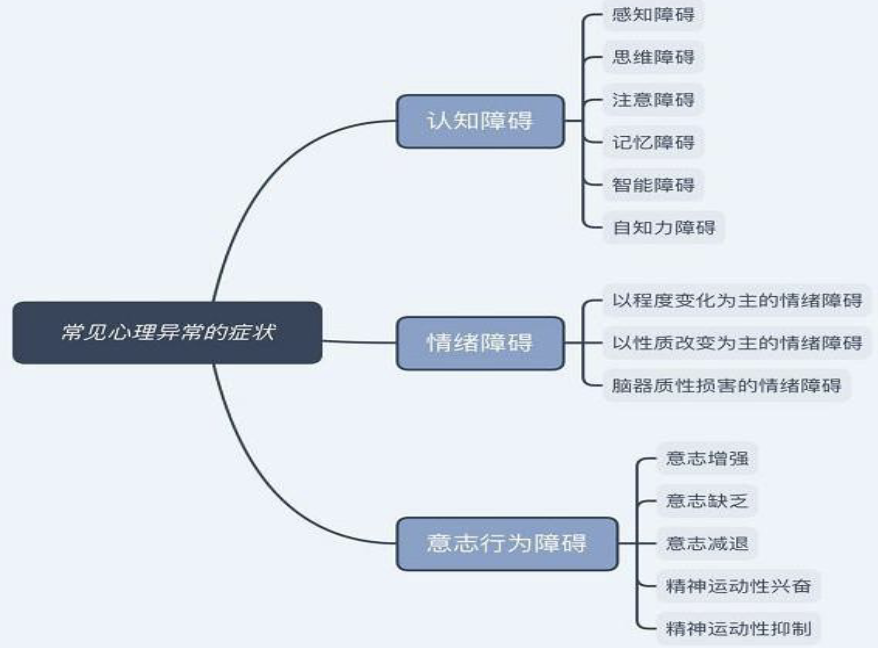 常见心理异常的症状
认知障碍
感知障碍
思维障碍
注意障碍
记忆障碍
智能障碍
自知力障碍
情绪障碍
以程度变化为主的情绪障碍
以性质改变为主的情绪障碍
脑器质性损害的情绪障碍
意志行为障碍
意志增强
意志缺乏
意志减退
精神运动性兴奋
精神运动性抑制